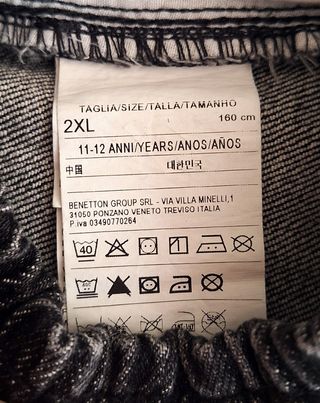 TAGLIA/SIZE/TALLA/TAMANHO
2XL 160 cm
11-12 ANNI/YEARS/ANOS/AÑOS
中国 대한민국
BENETTON GROUP SRL - VIA VILLA MINELLI,1
31050 PONZANO VENETO TREVISO ITALIA
P.iva 03490770264
40